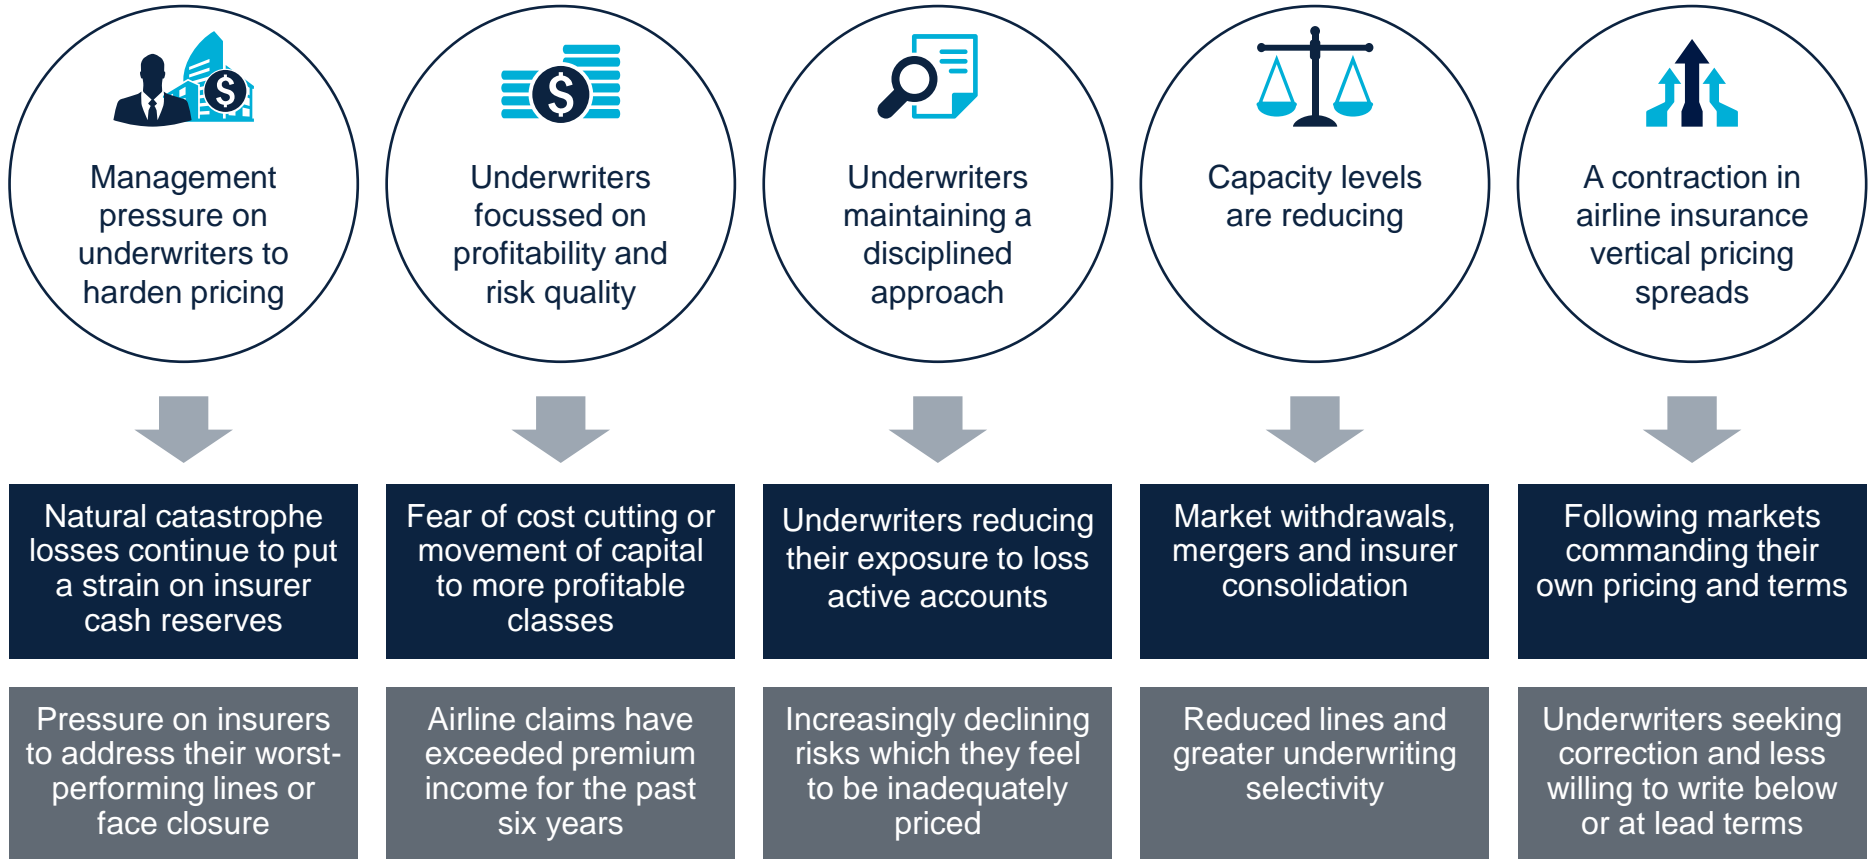 $
Management
pressure on
underwriters to
harden pricing
$
Underwriters
focussed on
profitability and
risk quality
Underwriters
maintaining a
disciplined
approach
Capacity levels
are reducing
A contraction in
airline insurance
vertical pricing
spreads
Natural catastrophe
losses continue to put
a strain on insurer
cash reserves
Fear of cost cutting or
movement of capital
to more profitable
classes
Underwriters reducing
their exposure to loss
active accounts
Market withdrawals,
mergers and insurer
consolidation
Following markets
commanding their
own pricing and terms
Pressure on insurers
to address their worst-
performing lines or
face closure
Airline claims have
exceeded premium
income for the past
six years
Increasingly declining
risks which they feel
to be inadequately
priced
Reduced lines and
greater underwriting
selectivity
Underwriters seeking
correction and less
willing to write below
or at lead terms